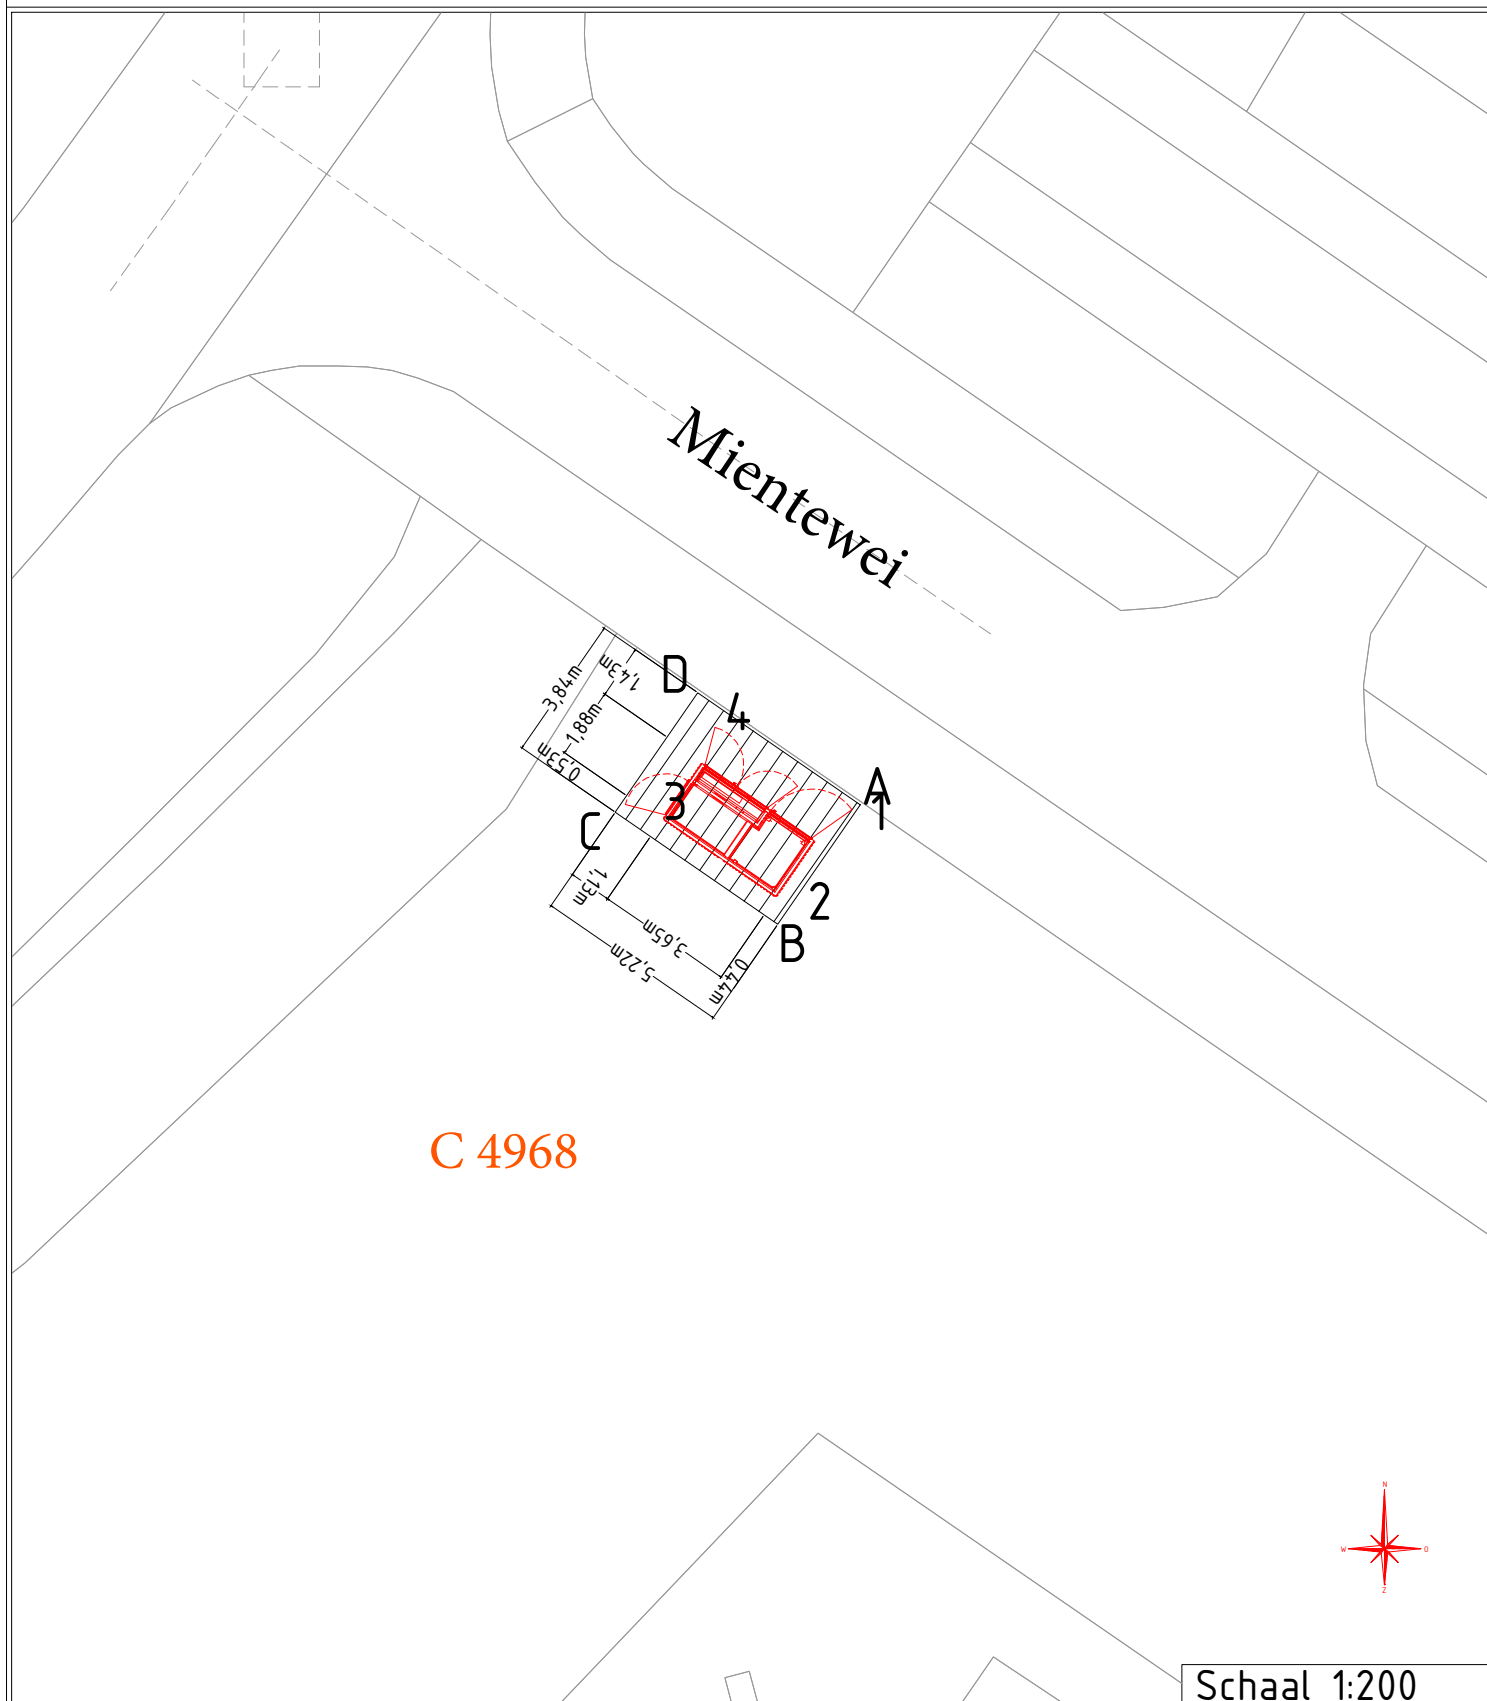 Mientewei
D
1,43m
3,84m
4
1,88m
0,53m
A
1
3
C
1,13m
2
3,65m
B
5,22m
0,44m
C 4968
N
W
O
Z
Schaal 1:200